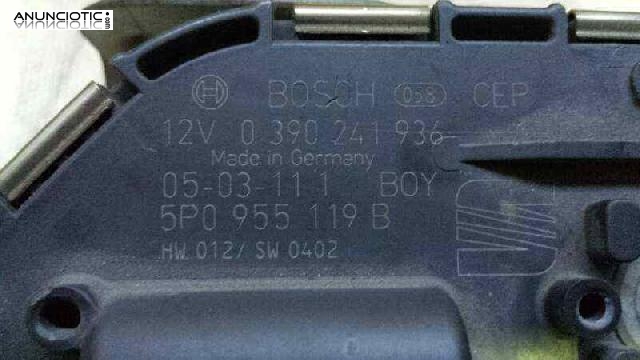 ANUNCIOTIC.COM
BOSCH 058 CEP
12V 0 390 241 936
Made in Germany
05-03-11 1 BOY
5P0 955 119 B
HW 012/ SW 0402